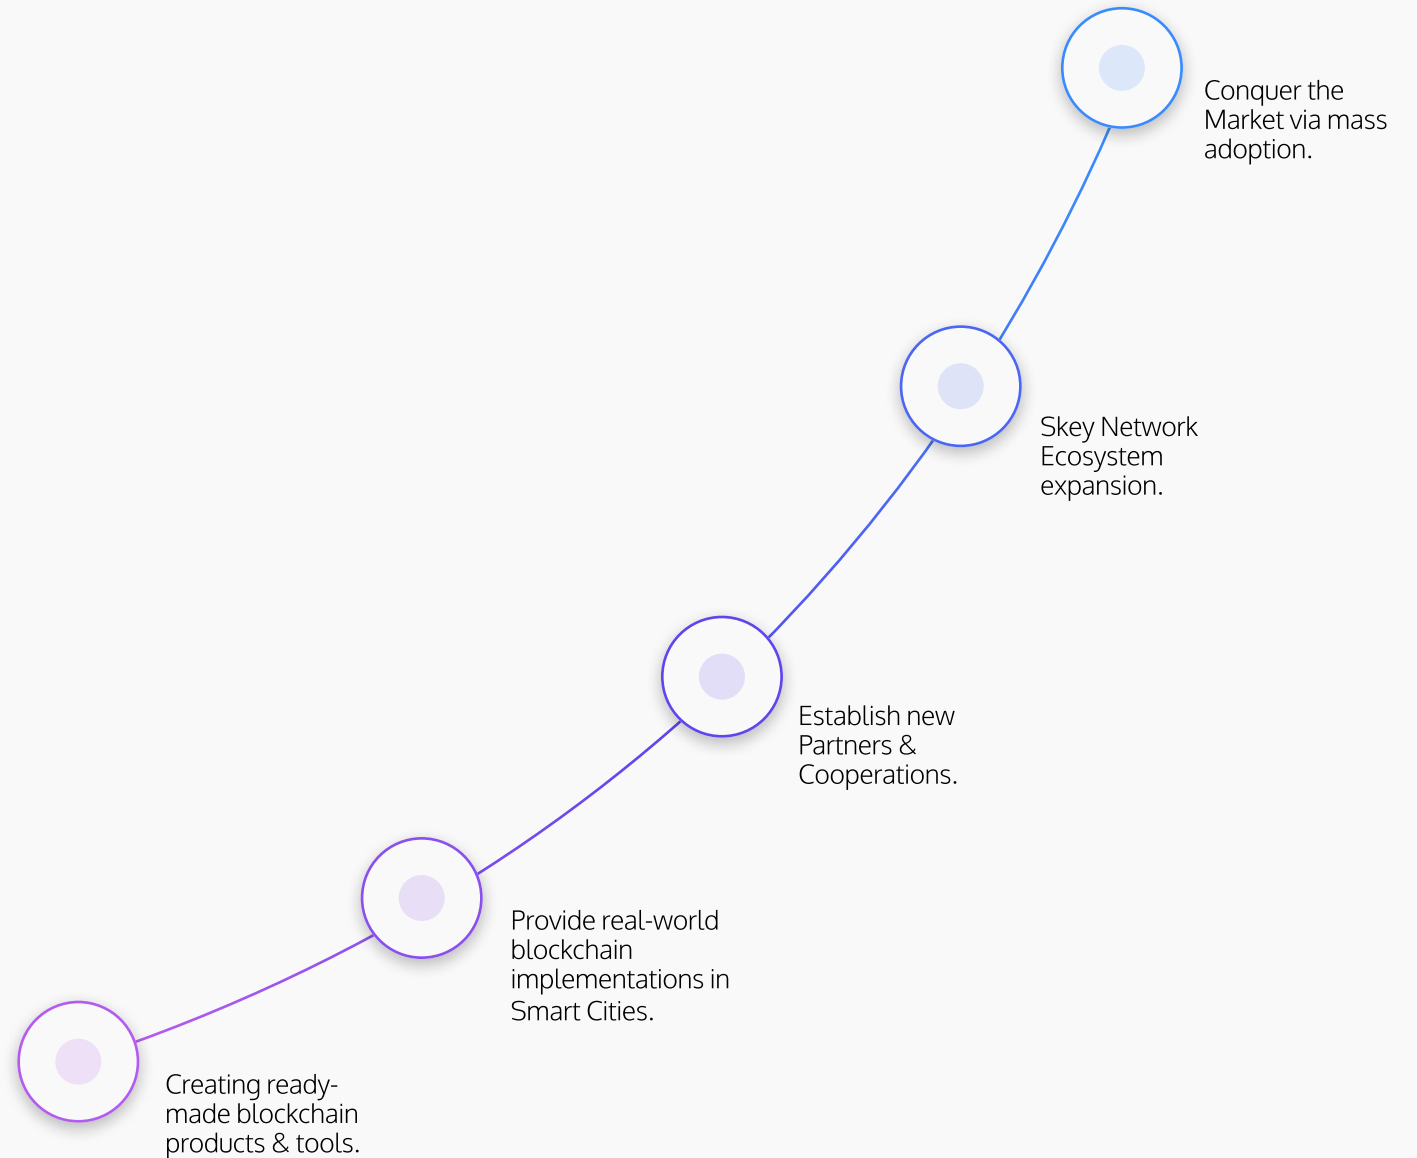 Conquer the
Market via mass
adoption.
Skey Network
Ecosystem
expansion.
Establish new
Partners &
Cooperations.
Provide real-world
blockchain
implementations in
Smart Cities.
Creating ready-
made blockchain
products & tools.